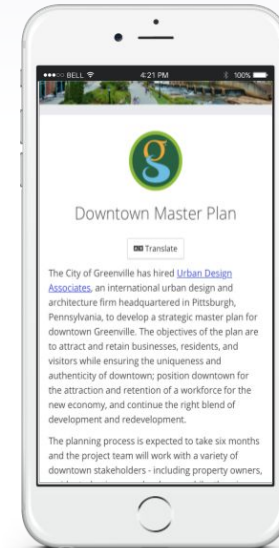 BELL 4:21 PM 100%
g
Downtown Master Plan
Translate
The City of Greenville has hired Urban Design
Associates, an international urban design and
architecture firm headquartered in Pittsburgh,
Pennsylvania, to develop a strategic master plan for
downtown Greenville. The objectives of the plan are
to attract and retain businesses, residents, and
visitors while ensuring the uniqueness and
authenticity of downtown; position downtown for
the attraction and retention of a workforce for the
new economy, and continue the right blend of
development and redevelopment.
The planning process is expected to take six months
and the project team will work with a variety of
downtown stakeholders - including property owners,